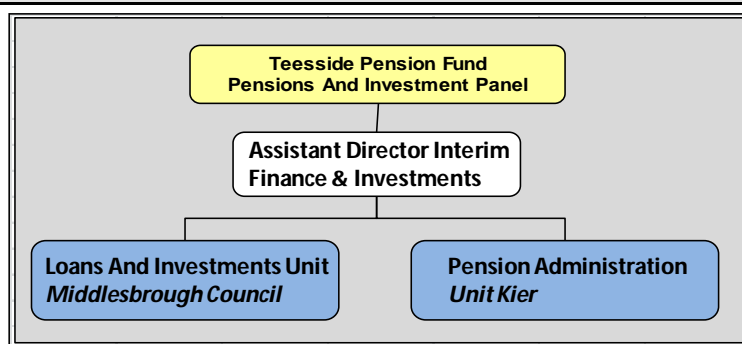 Teesside Pension Fund
Pensions And Investment Panel
Assistant Director Interim
Finance & Investments
Loans And Investments Unit
Middlesbrough Council
Pension Administration
Unit Kier